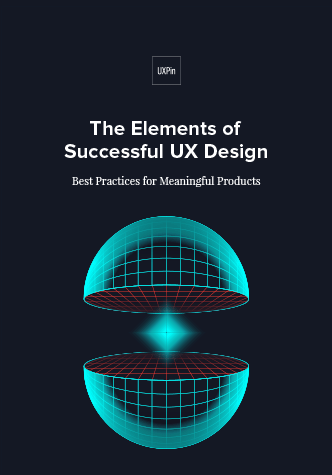 UXPin
The Elements of
Successful UX Design
Best Practices for Meaningful Products